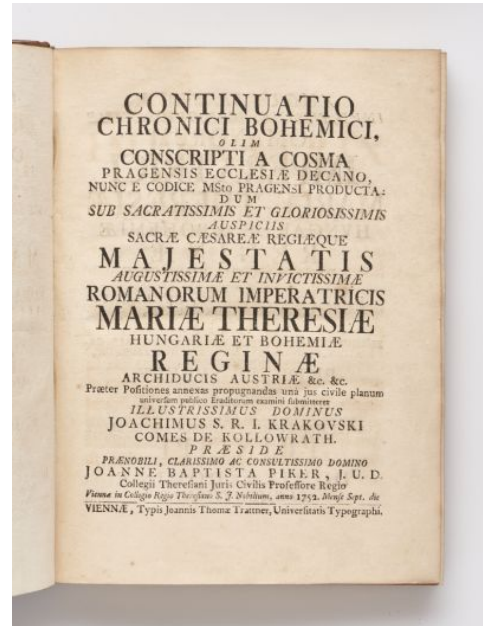 CONTINUATIO
CHRONICI BOHEMICI,
OLIM
CONSCRIPTI A COSMA
PRAGENSIS ECCLESIÆ DECANO,
NUNC E CODICE MSto PRAGENSI PRODUCTA:
DUM
SUB SACRATISSIMIS ET GLORIOSISSIMIS
AUSPICIIS
SACRÆ CÆSAREÆ REGIÆQUE
MAJESTATIS
AUGUSTISSIMÆ ET INVICTISSIMÆ
ROMANORUM IMPERATRICIS
MARIÆ THERESIÆ
HUNGARIÆ ET BOHEMIÆ
REGINÆ
ARCHIDUCIS AUSTRIÆ &c. &c.
Præter Positiones annexas propugnandas unà jus civile planum
universum publico Eruditorum examini submitteret
ILLUSTRISSIMUS DOMINUS
JOACHIMUS S. R. I. KRAKOVSKI
COMES DE KOLLOWRATH.
PRÆSIDE
PRÆNOBILI, CLARISSIMO AC CONSULTISSIMO DOMINO
JOANNE BAPTISTA PIKER, J. U. D.
Collegii Theresiani Juris Civilis Professore Regio
Viennæ in Collegio Regio Theresiano S. J. Nobilium, anno 1752. Mense Sept. die
VIENNÆ, Typis Joannis Thomæ Trattner, Universitatis Typographi.